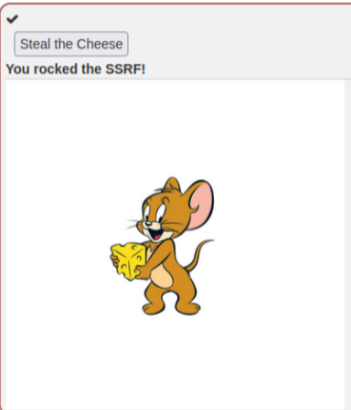 Steal the Cheese
You rocked the SSRF!